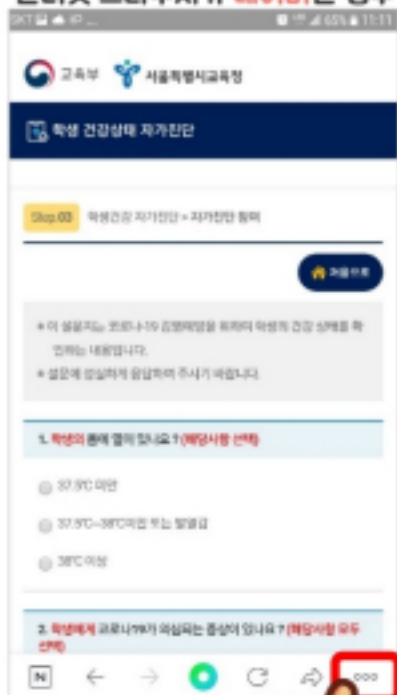 SKT
65% 11:11
교육부 서울특별시교육청
학생 건강상태 자가진단
Step.03 학생건강 자가진단 » 자가진단 참여
처음으로
※ 이 설문지는 코로나-19 감염예방을 위하여 학생의 건강 상태를 확
인하는 내용입니다.
※ 설문에 성실하게 응답하여 주시기 바랍니다.
1. 학생의 몸에 열이 있나요 ? (해당사항 선택)
37.5℃ 미만
37.5℃~38℃미만 또는 발열감
38℃ 이상
2. 학생에게 코로나19가 의심되는 증상이 있나요 ? (해당사항 모두
선택)
N